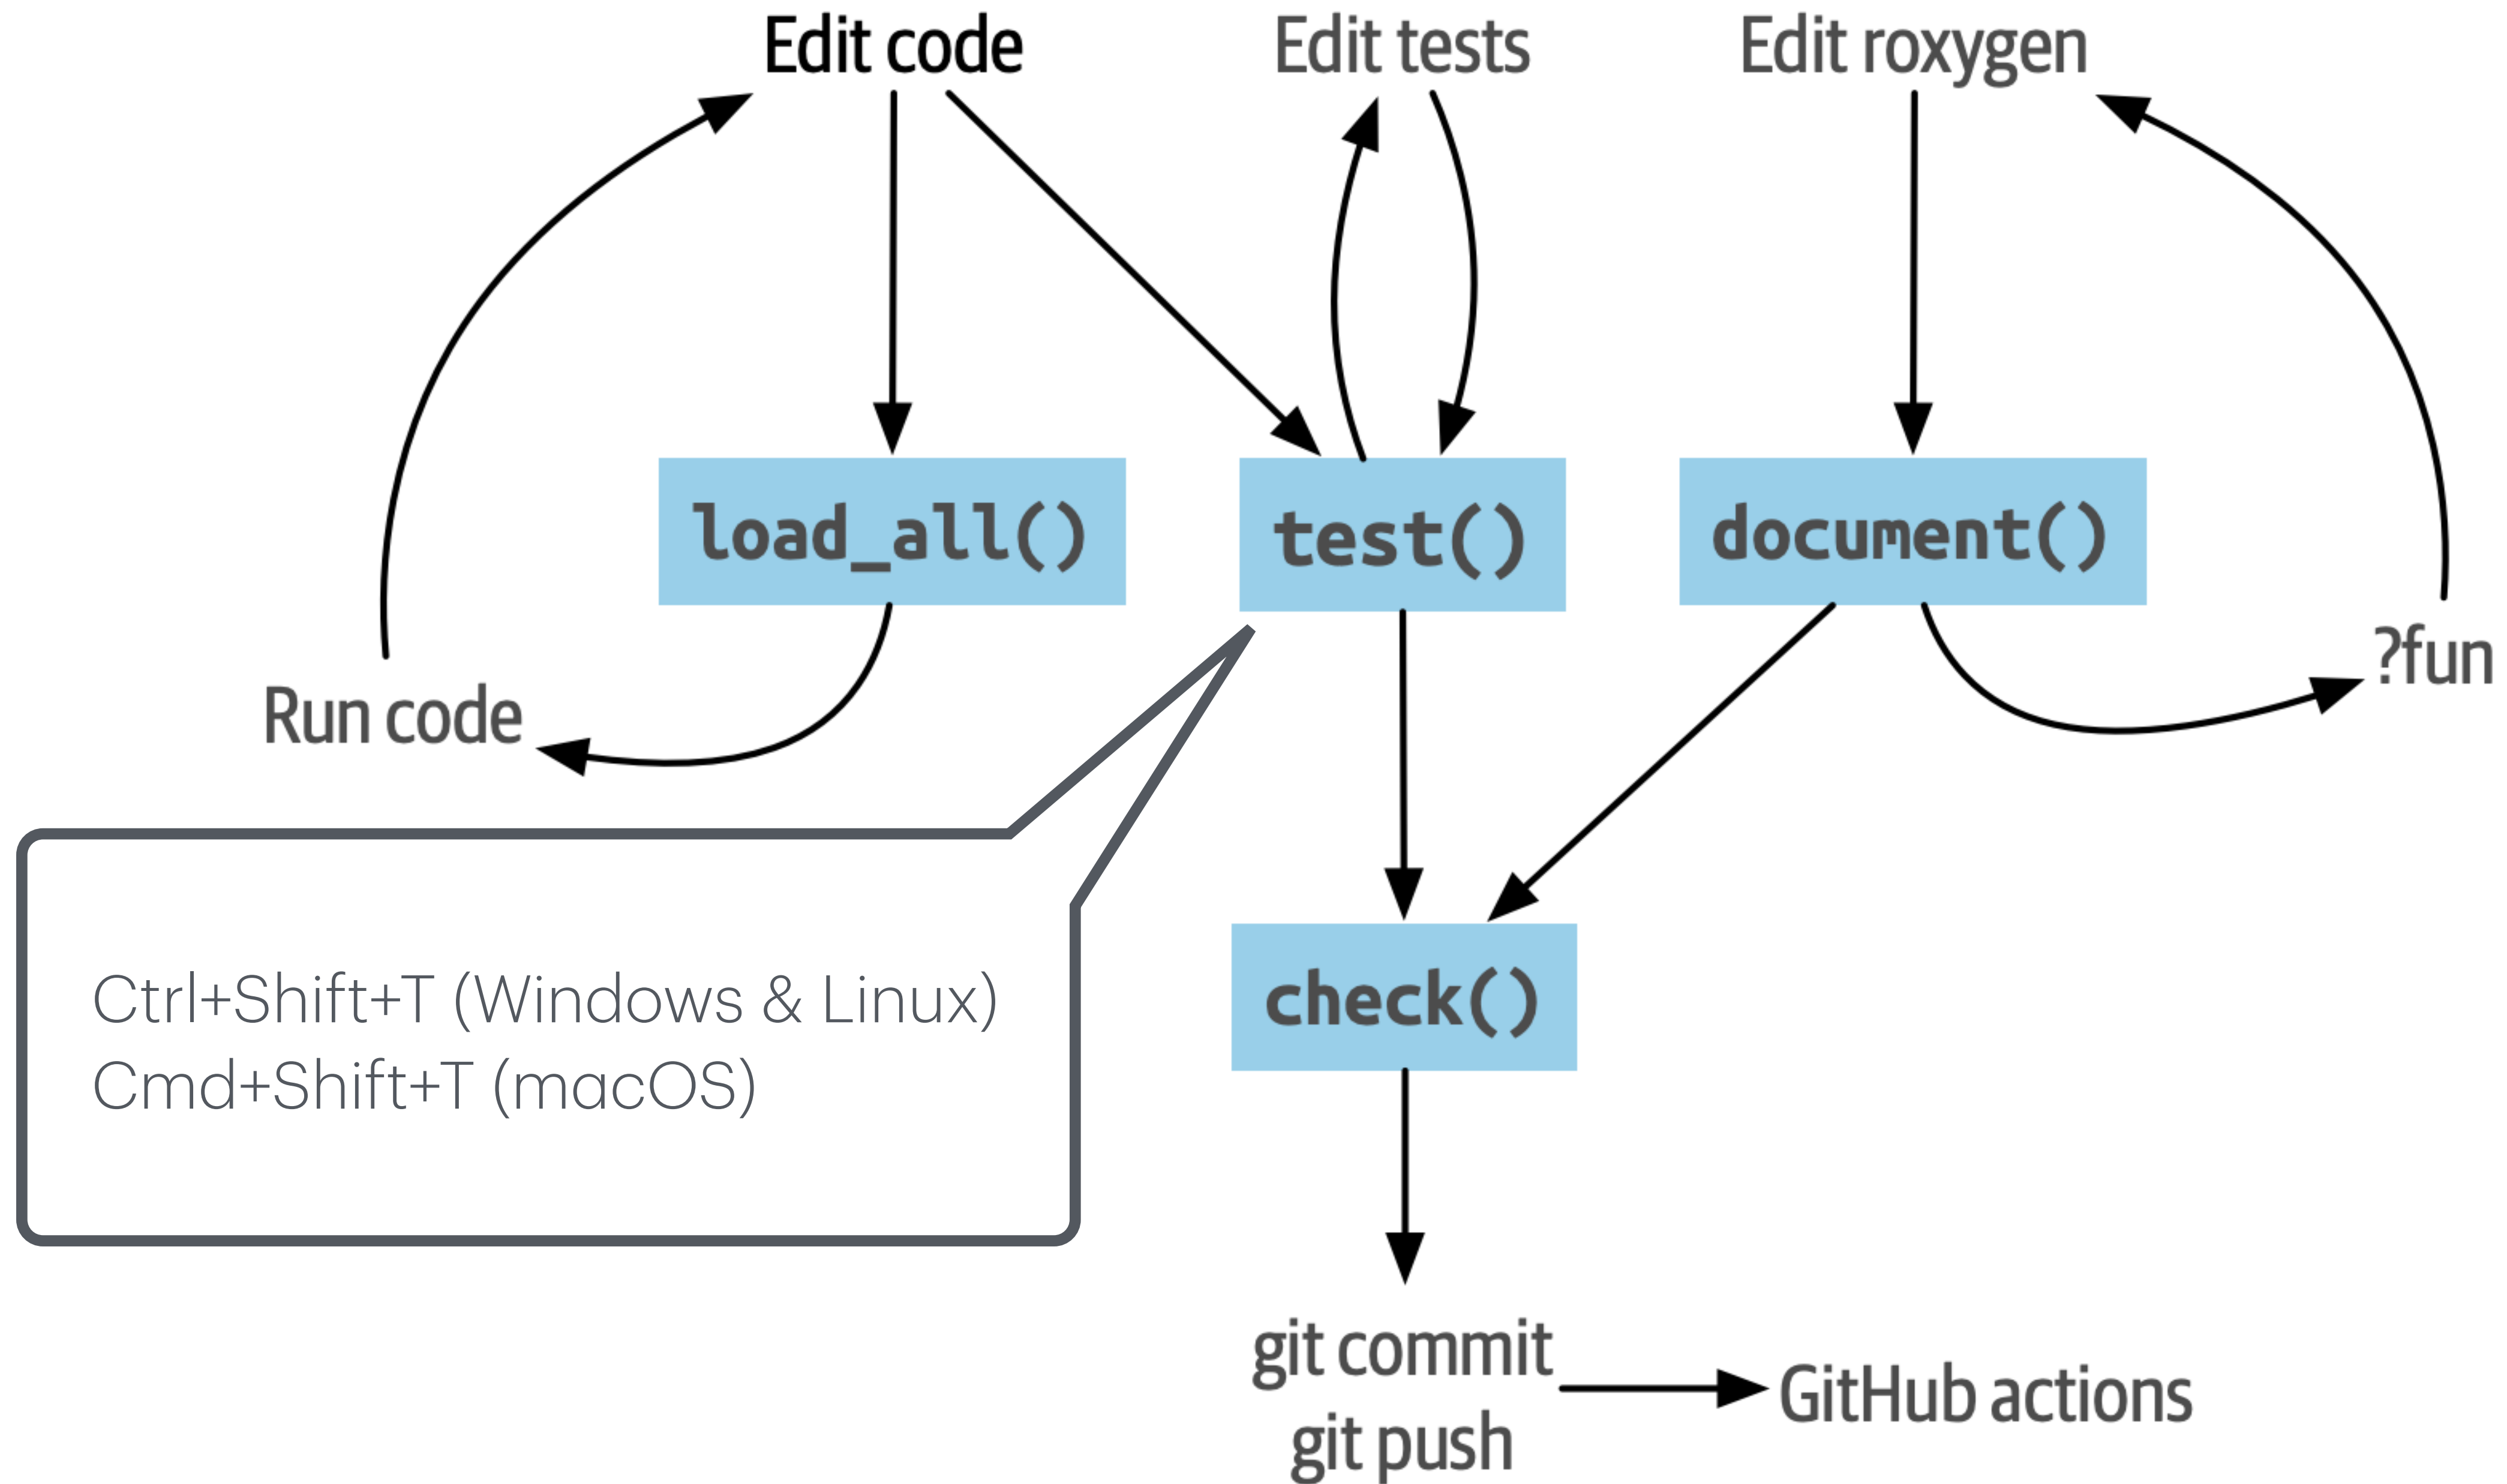 Edit code
Edit tests
Edit roxygen
load_all()
test()
document()
Run code
?fun
Ctrl+Shift+T (Windows & Linux)
Cmd+Shift+T (macOS)
check()
git commit
git push
GitHub actions